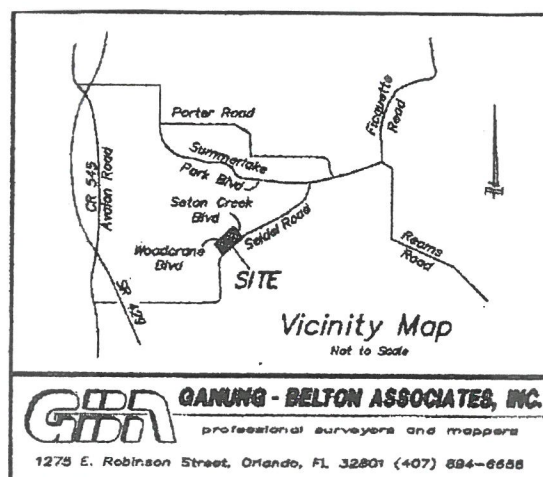 Porter Road
Ficquette
Road
Summerlake
Park Blvd
CR 545
Avalon Road
Seton Creek
Blvd
Seidel Road
Woodcrane
Blvd
SITE
Reams
Road
SR 429
Vicinity Map
Not to Scale
GBA
GANUNG - BELTON ASSOCIATES, INC.
professional surveyors and mappers
1275 E. Robinson Street, Orlando, FL 32801 (407) 894-6656